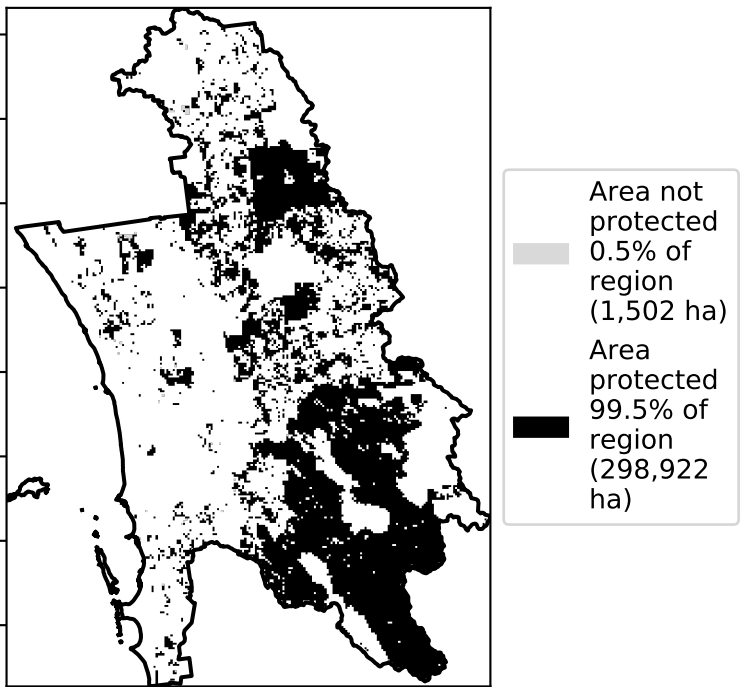 Area not
protected
0.5% of
region
(1,502 ha)
Area
protected
99.5% of
region
(298,922
ha)